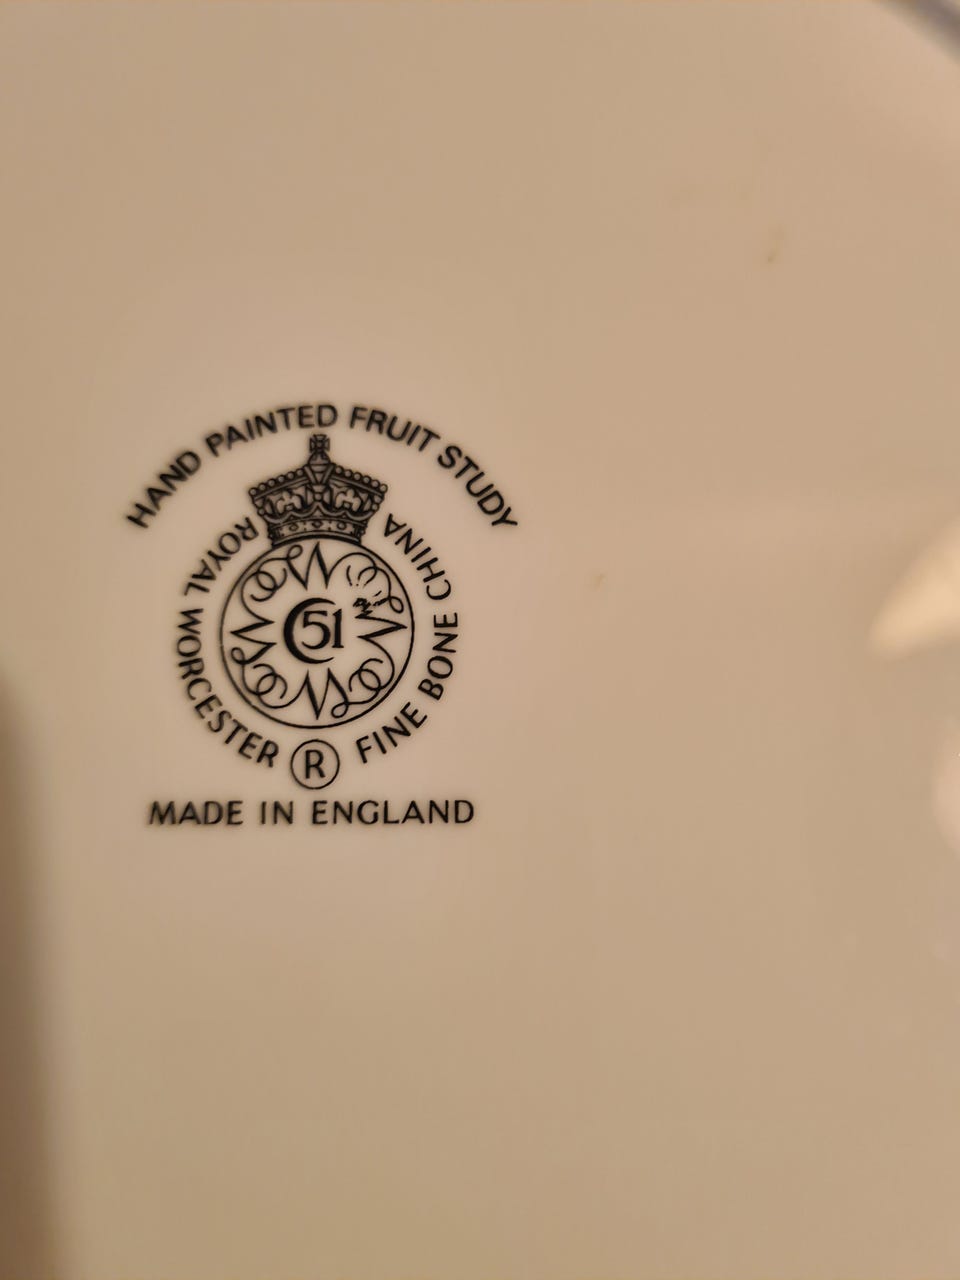 HAND PAINTED FRUIT STUDY
ROYAL WORCESTER ® FINE BONE CHINA
51
MADE IN ENGLAND